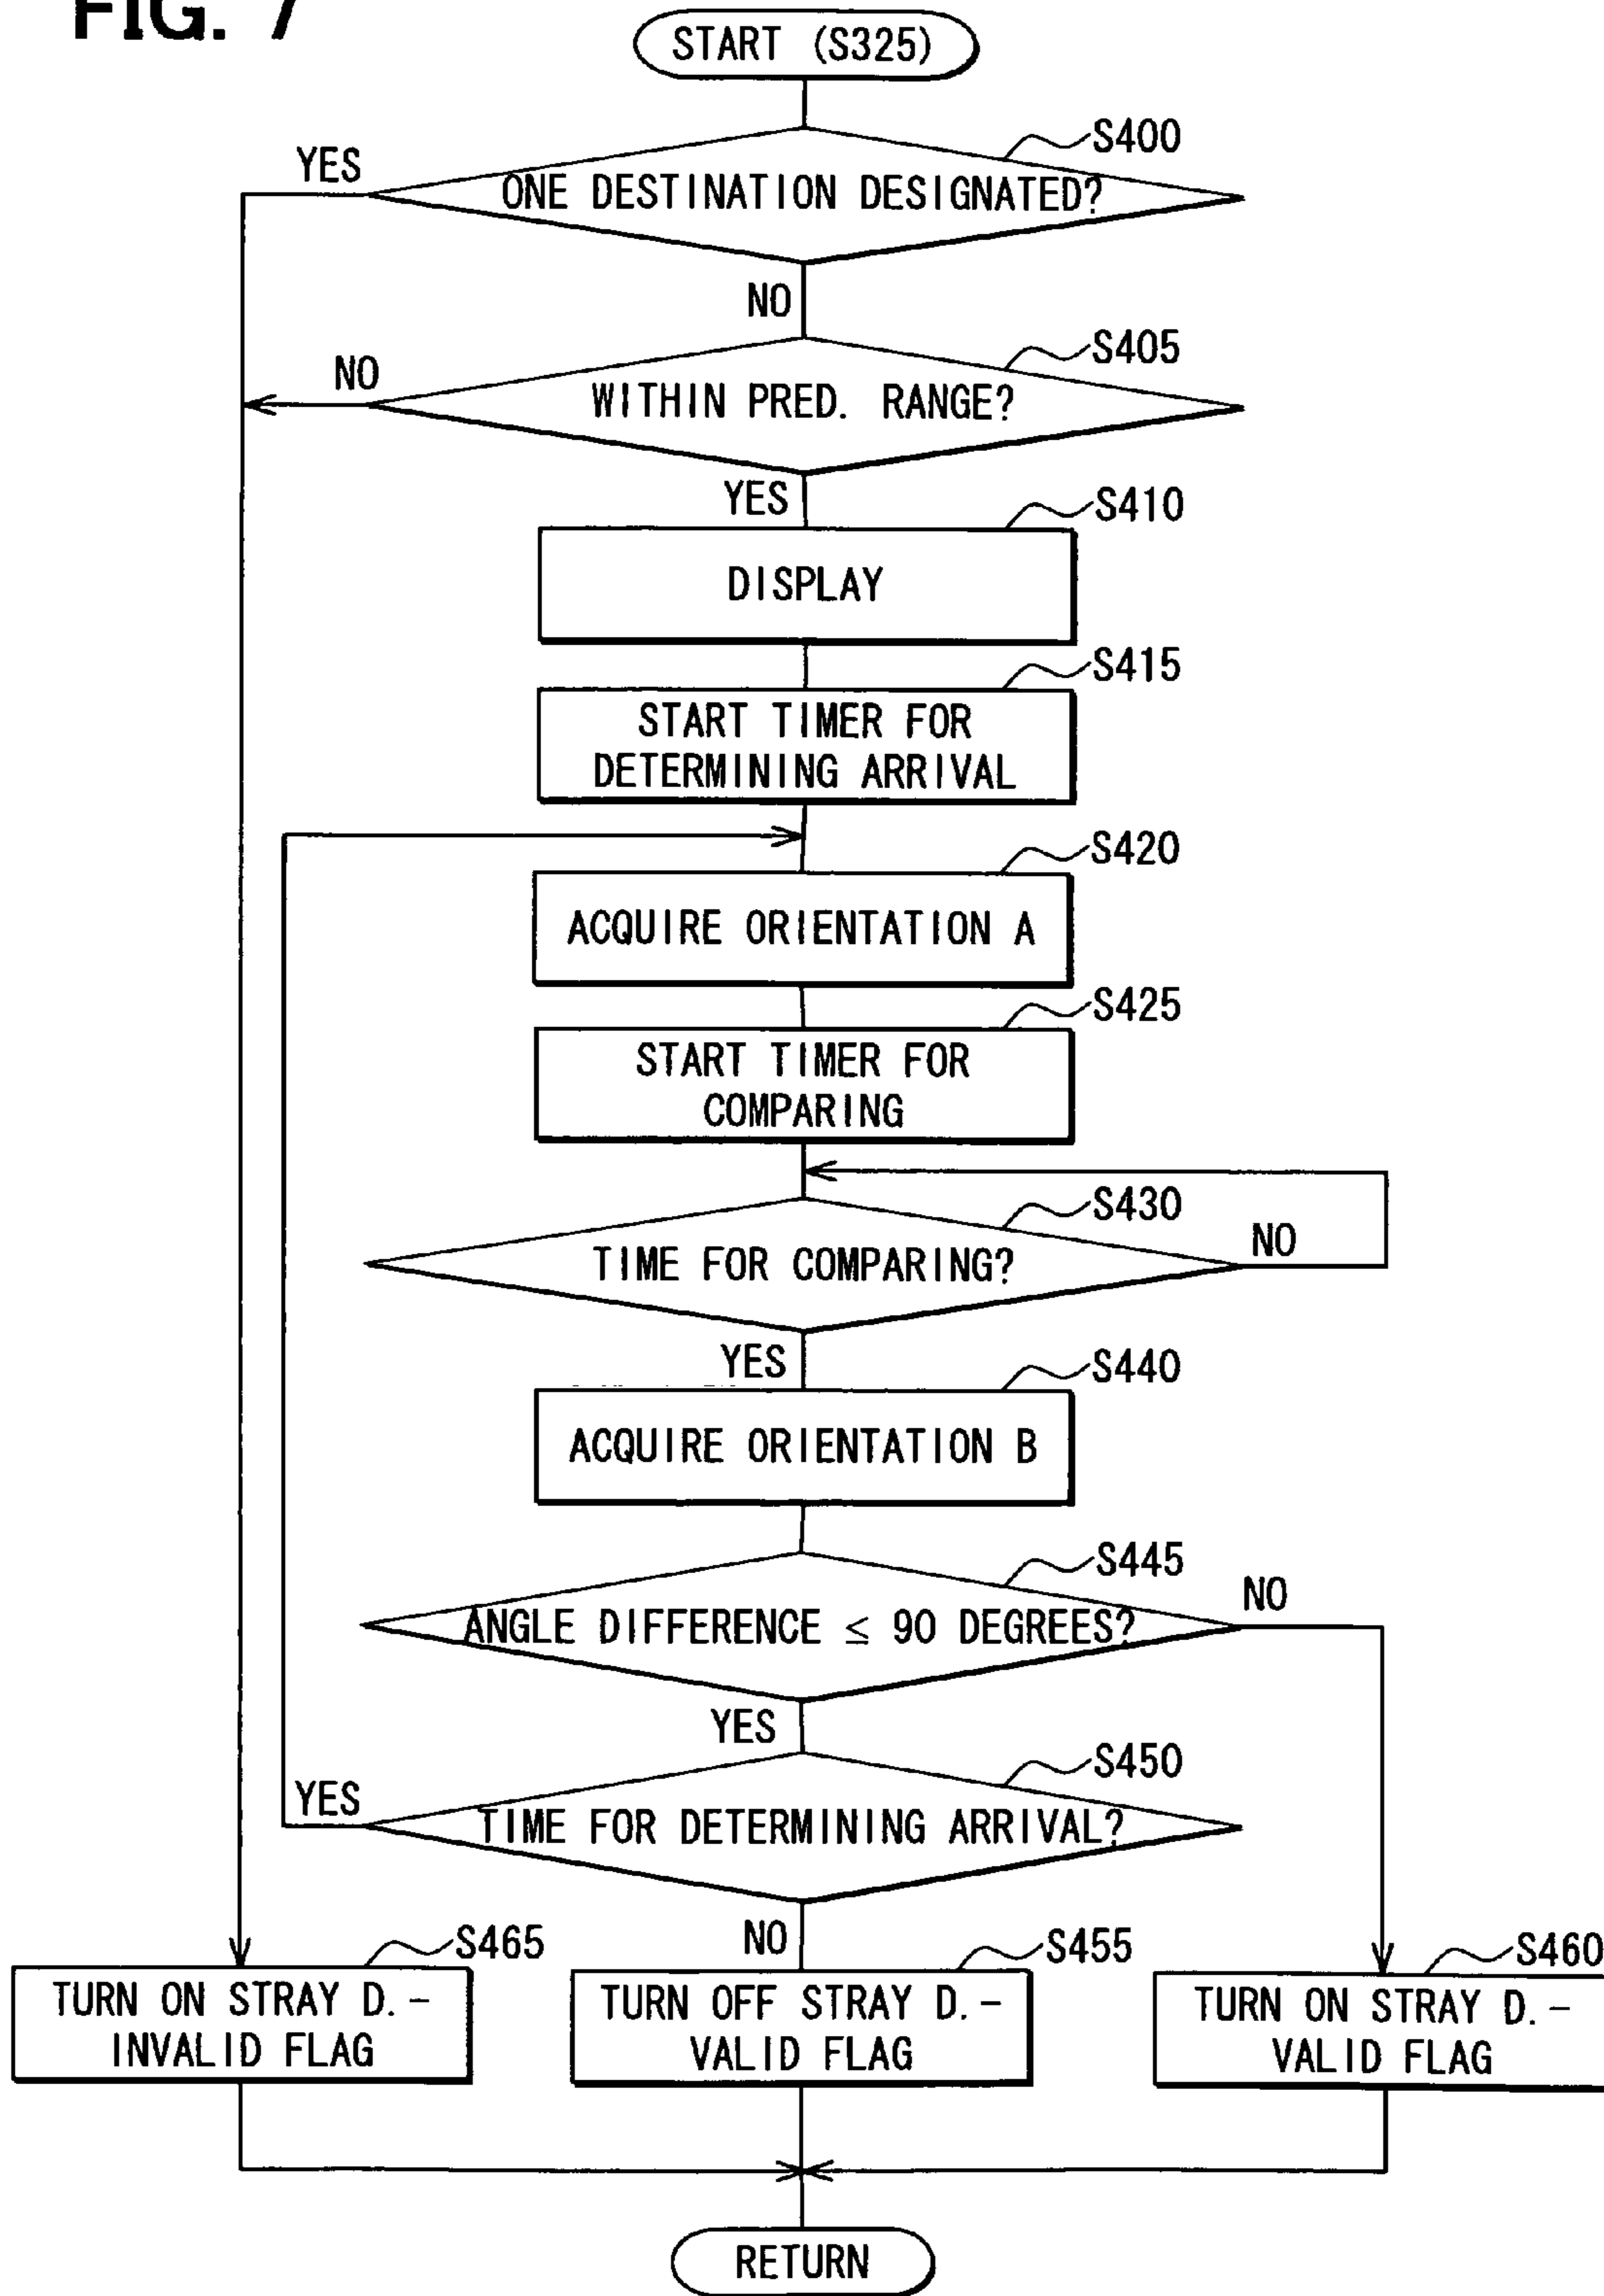 FIG. 7
START (S325)
S400
YES
ONE DESTINATION DESIGNATED?
NO
S405
NO
WITHIN PRED. RANGE?
YES
S410
DISPLAY
S415
START TIMER FOR
DETERMINING ARRIVAL
S420
ACQUIRE ORIENTATION A
S425
START TIMER FOR
COMPARING
S430
NO
TIME FOR COMPARING?
YES
S440
ACQUIRE ORIENTATION B
S445
NO
ANGLE DIFFERENCE ≤ 90 DEGREES?
YES
S450
YES
TIME FOR DETERMINING ARRIVAL?
NO
S465
TURN ON STRAY D.-
INVALID FLAG
S455
TURN OFF STRAY D.-
VALID FLAG
S460
TURN ON STRAY D.-
VALID FLAG
RETURN